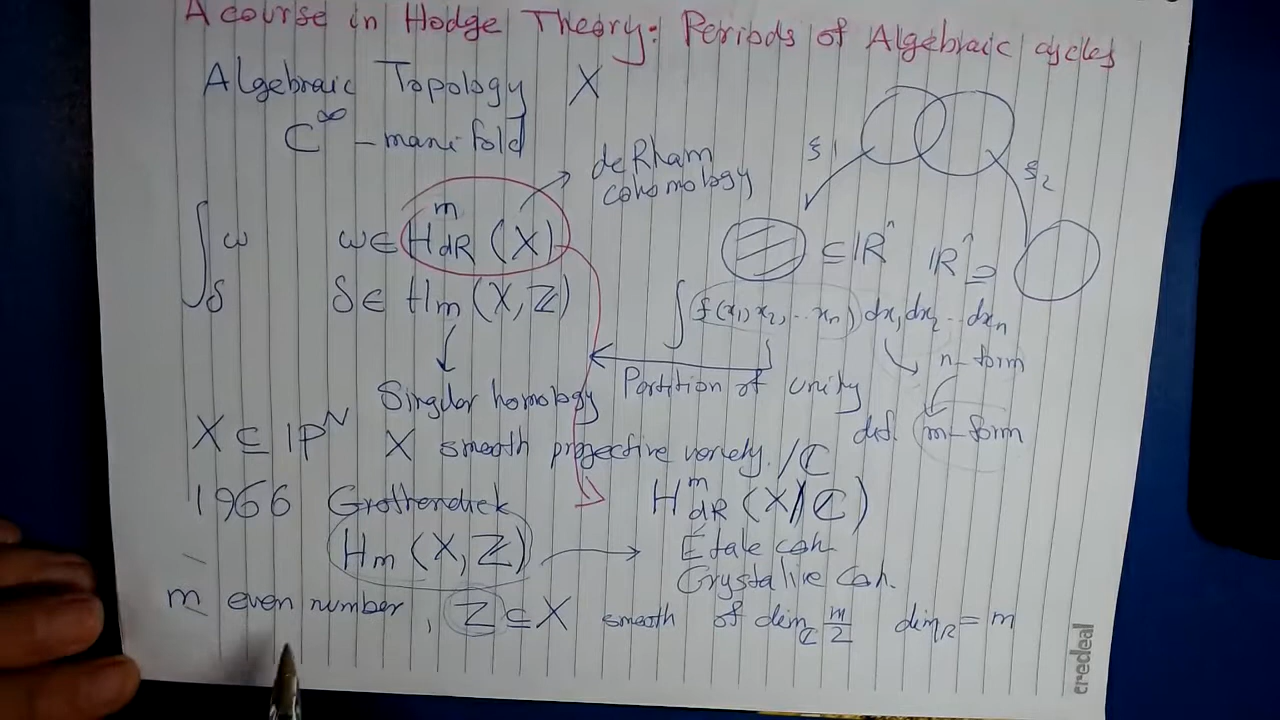 A course in Hodge Theory: Periods of Algebraic cycles
Algebraic Topology X
C^∞ - manifold
de Rham
cohomology
ξ1
ξ2
∫_δ ω ω ∈ H^m_dR (X)
⊆ ℝ^n ℝ^n ⊇
δ ∈ H_m (X, ℤ)
∫ f(x1, x2, ... xn) dx1 dx2 ... dxn
n-form
Singular homology
Partition of unity
dif. m-form
X ⊆ ℙ^N X smooth projective variety. /ℂ
1966 Grothendieck H^m_dR (X/ℂ)
H_m (X, ℤ)
Étale coh.
Crystalive Coh.
m even number, Z ⊆ X smooth of dim_ℂ m/2 dim_ℝ = m
credeal